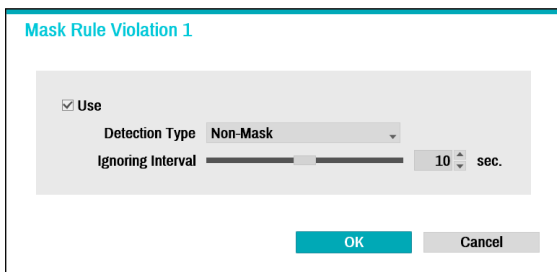 Mask Rule Violation 1
Use
Detection Type Non-Mask
Ignoring Interval 10 sec.
OK Cancel